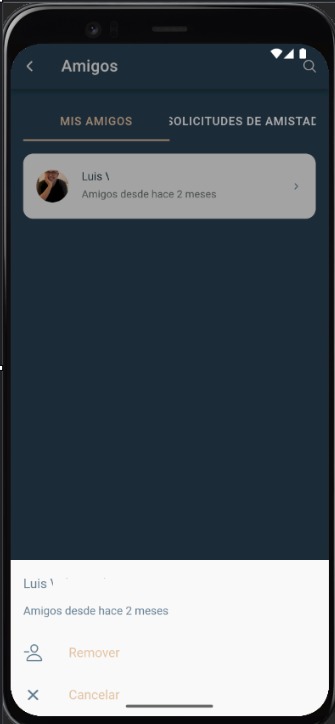 Amigos
MIS AMIGOS
SOLICITUDES DE AMISTAD
Luis
Amigos desde hace 2 meses
Luis
Amigos desde hace 2 meses
Remover
Cancelar